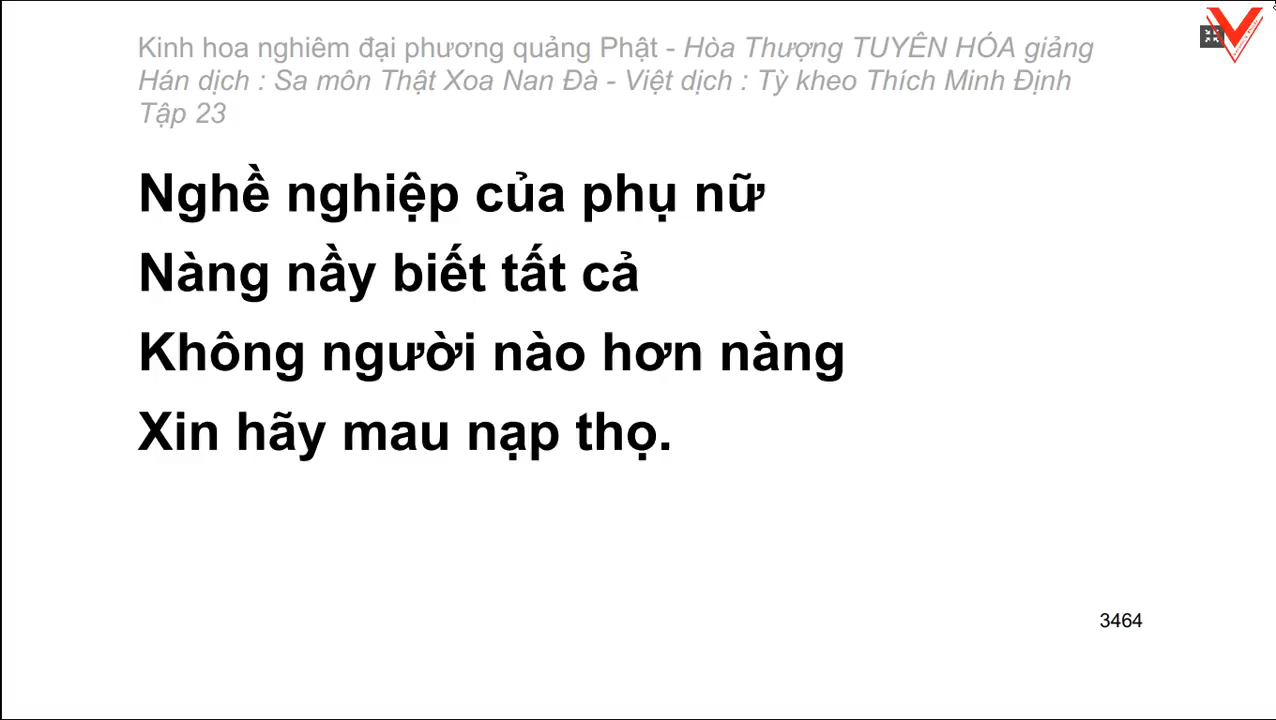 Kinh hoa nghiêm đại phương quảng Phật - Hòa Thượng TUYÊN HÓA giảng
Hán dịch : Sa môn Thật Xoa Nan Đà - Việt dịch : Tỳ kheo Thích Minh Định
Tập 23
Nghề nghiệp của phụ nữ
Nàng nầy biết tất cả
Không người nào hơn nàng
Xin hãy mau nạp thọ.
3464